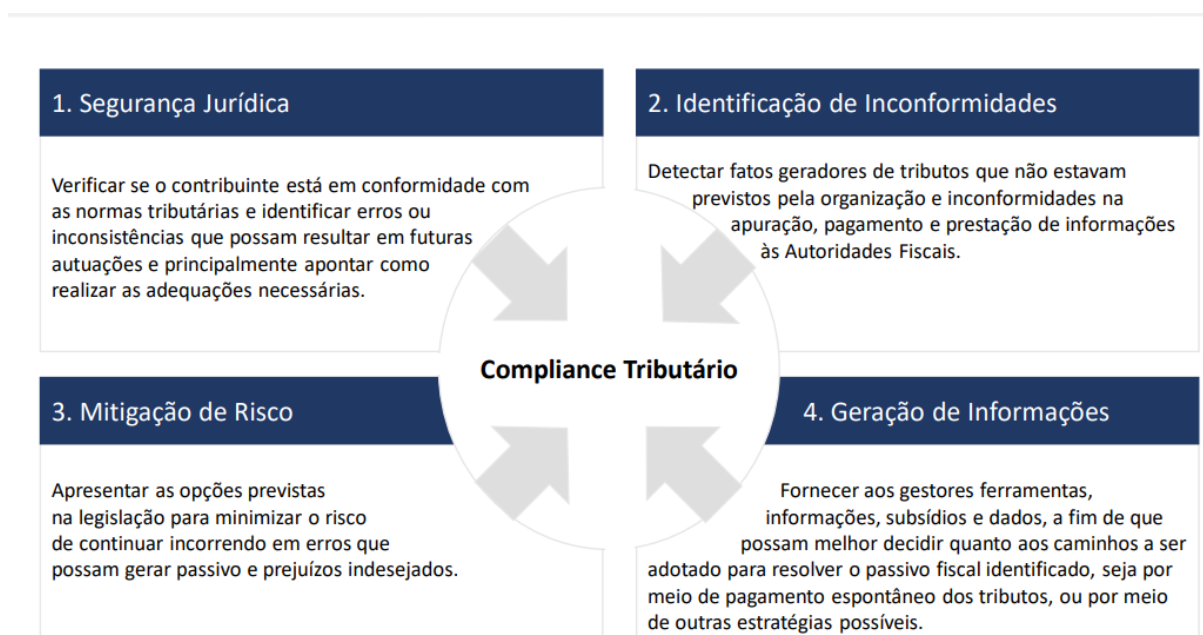 1. Segurança Jurídica
Verificar se o contribuinte está em conformidade com
as normas tributárias e identificar erros ou
inconsistências que possam resultar em futuras
autuações e principalmente apontar como
realizar as adequações necessárias.
2. Identificação de Inconformidades
Detectar fatos geradores de tributos que não estavam
previstos pela organização e inconformidades na
apuração, pagamento e prestação de informações
às Autoridades Fiscais.
Compliance Tributário
3. Mitigação de Risco
Apresentar as opções previstas
na legislação para minimizar o risco
de continuar incorrendo em erros que
possam gerar passivo e prejuízos indesejados.
4. Geração de Informações
Fornecer aos gestores ferramentas,
informações, subsídios e dados, a fim de que
possam melhor decidir quanto aos caminhos a ser
adotado para resolver o passivo fiscal identificado, seja por
meio de pagamento espontâneo dos tributos, ou por meio
de outras estratégias possíveis.